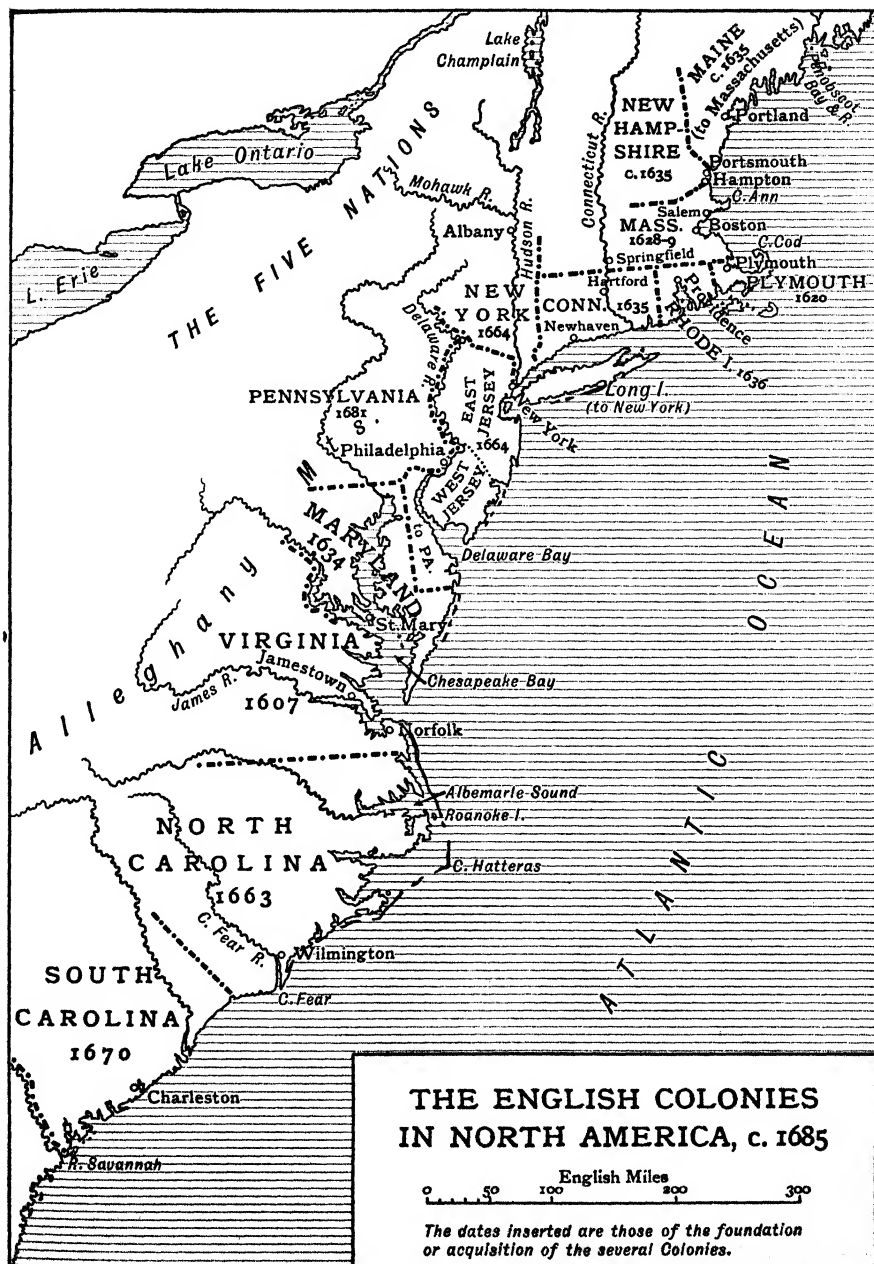 Lake
Champlain
MAINE
c. 1635
(to Massachusetts)
Penobscot
Bay & R.
Portland
NEW
HAMP-
SHIRE
c. 1635
Connecticut R.
Lake Ontario
THE FIVE NATIONS
Mohawk R.
Portsmouth
Hampton
C. Ann
Salem
MASS.
1628-9
Boston
Albany
Hudson R.
C. Cod
L. Erie
Springfield
Plymouth
PLYMOUTH
1620
Hartford
NEW
YORK
1664
CONN.
1635
Providence
RHODE I. 1636
Newhaven
Delaware R.
PENNSYLVANIA
1681
EAST
JERSEY
1664
New York
Long I.
(to New York)
Philadelphia
WEST
JERSEY
MARYLAND
1634
to PA.
Delaware Bay
Alleghany
Ms
St. Mary
VIRGINIA
1607
Jamestown
James R.
Chesapeake Bay
Norfolk
ATLANTIC OCEAN
Albemarle Sound
Roanoke I.
NORTH
CAROLINA
1663
C. Hatteras
C. Fear R.
Wilmington
C. Fear
SOUTH
CAROLINA
1670
Charleston
R. Savannah
THE ENGLISH COLONIES
IN NORTH AMERICA, c. 1685
English Miles
0 50 100 200 300
The dates inserted are those of the foundation
or acquisition of the several Colonies.